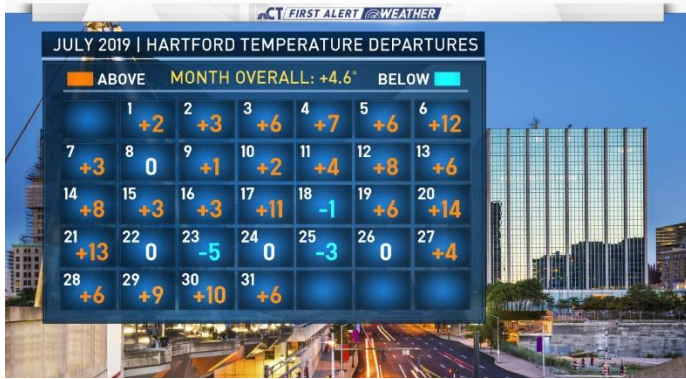 NBC CT FIRST ALERT WEATHER
JULY 2019 | HARTFORD TEMPERATURE DEPARTURES
ABOVE MONTH OVERALL: +4.6° BELOW
1 +2 2 +3 3 +6 4 +7 5 +6 6 +12
7 +3 8 0 9 +1 10 +2 11 +4 12 +8 13 +6
14 +8 15 +3 16 +3 17 +11 18 -1 19 +6 20 +14
21 +13 22 0 23 -5 24 0 25 -3 26 0 27 +4
28 +6 29 +9 30 +10 31 +6